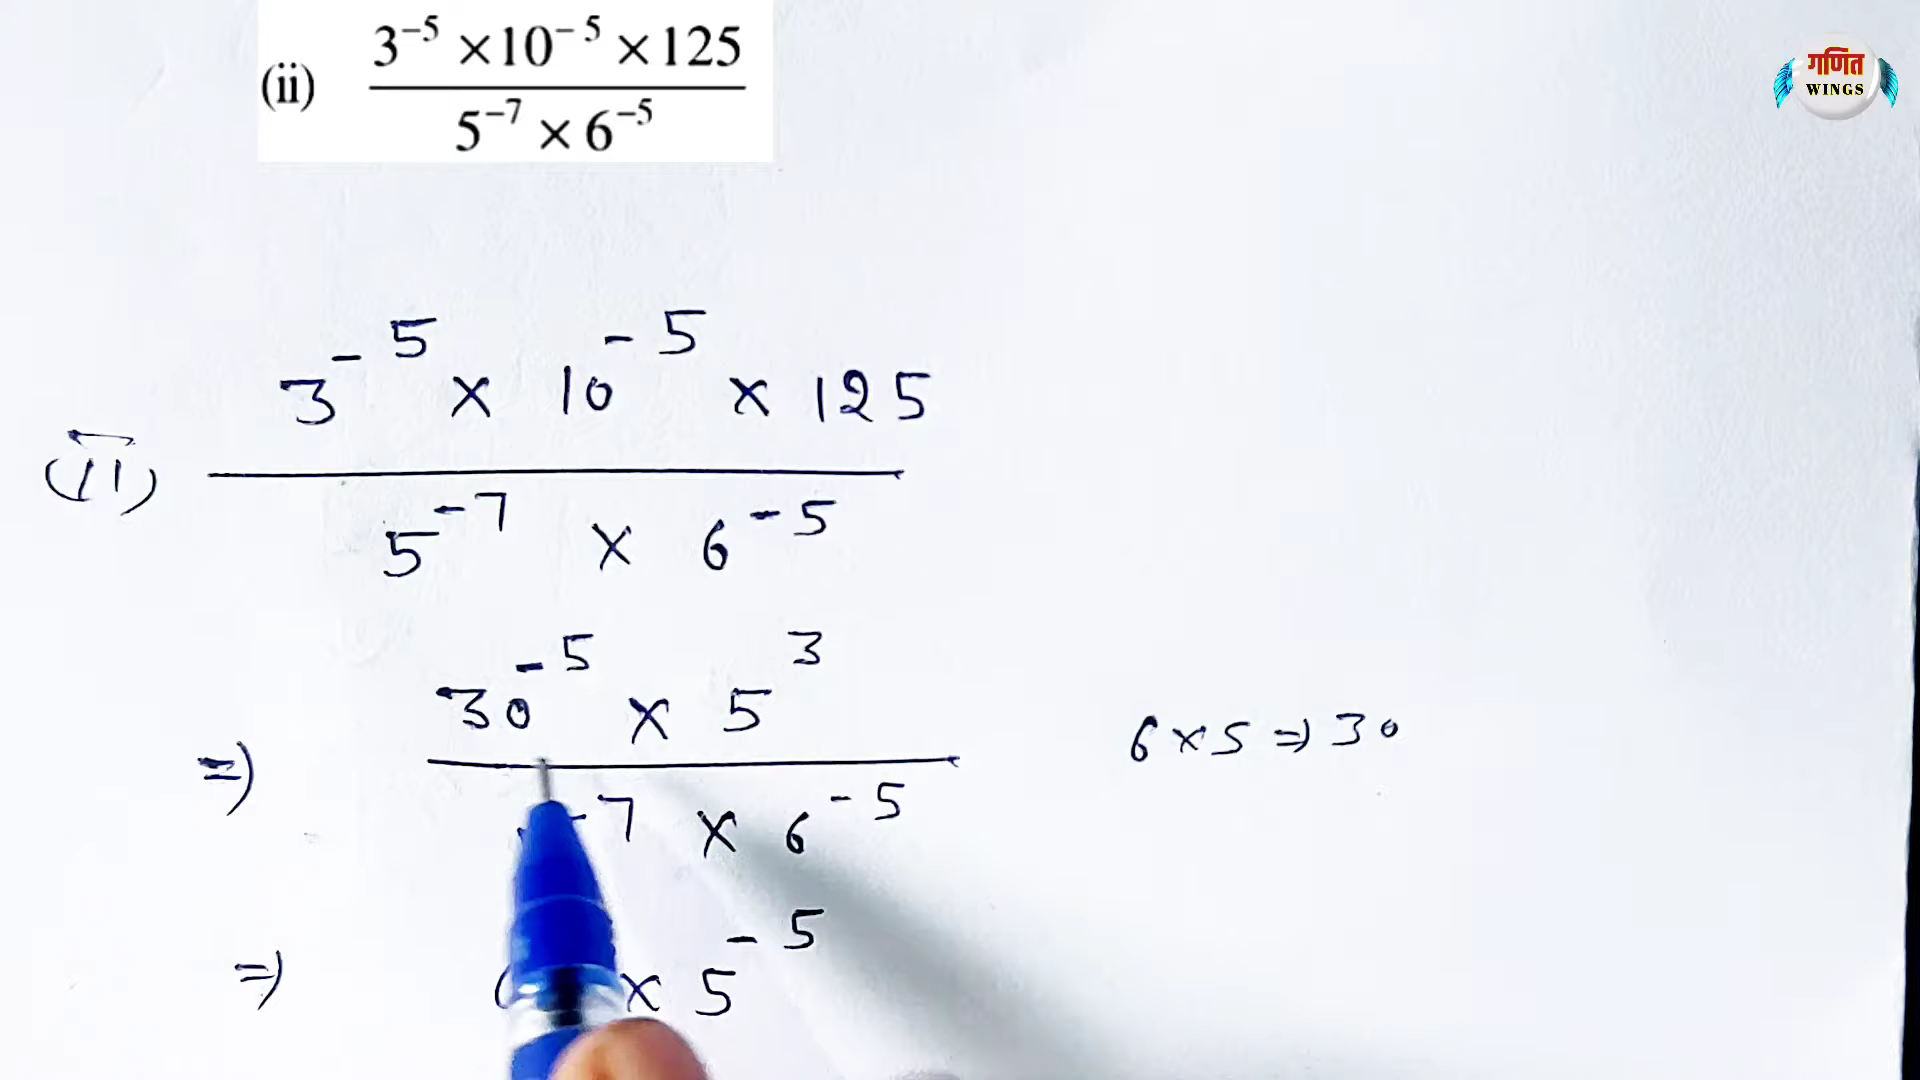 (ii) 3⁻⁵ × 10⁻⁵ × 125
5⁻⁷ × 6⁻⁵
गणित
WINGS
(ii) 3⁻⁵ × 10⁻⁵ × 125
5⁻⁷ × 6⁻⁵
⇒ 30⁻⁵ × 5³
⁻⁷ × 6⁻⁵
6 × 5 ⇒ 30
⇒ × 5⁻⁵